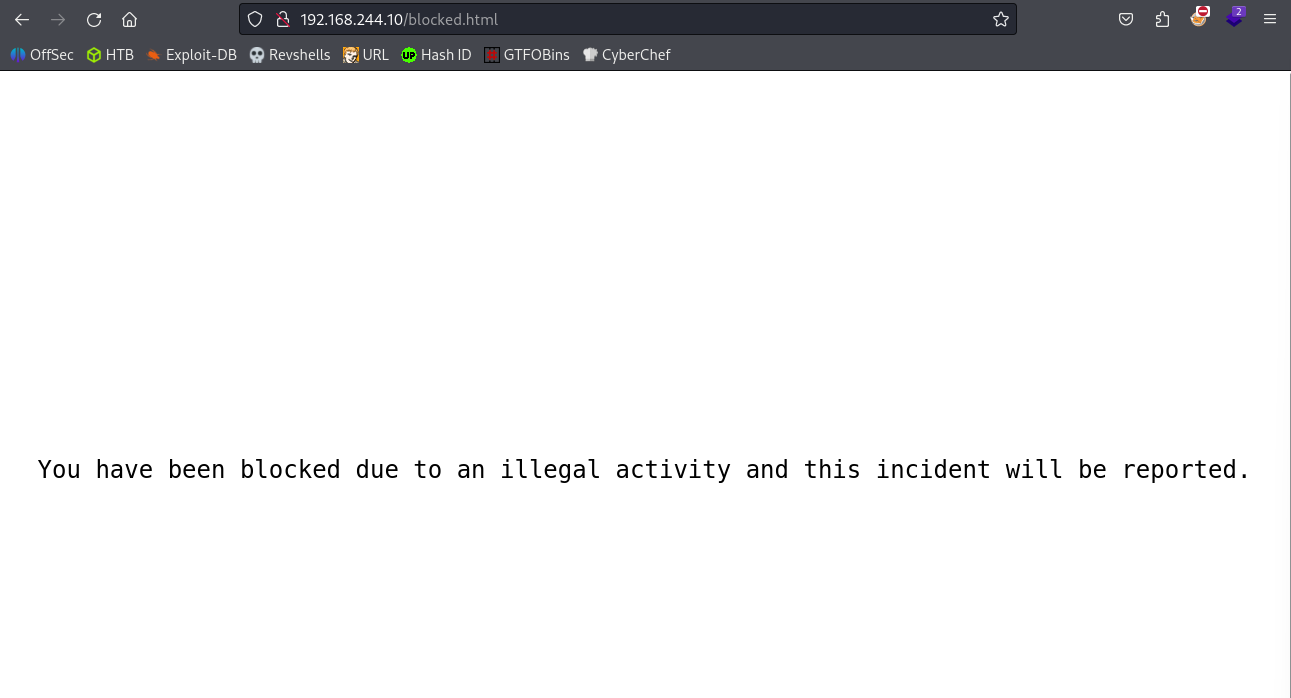 192.168.244.10/blocked.html
2
OffSec HTB Exploit-DB Revshells URL UP Hash ID GTFOBins CyberChef
You have been blocked due to an illegal activity and this incident will be reported.